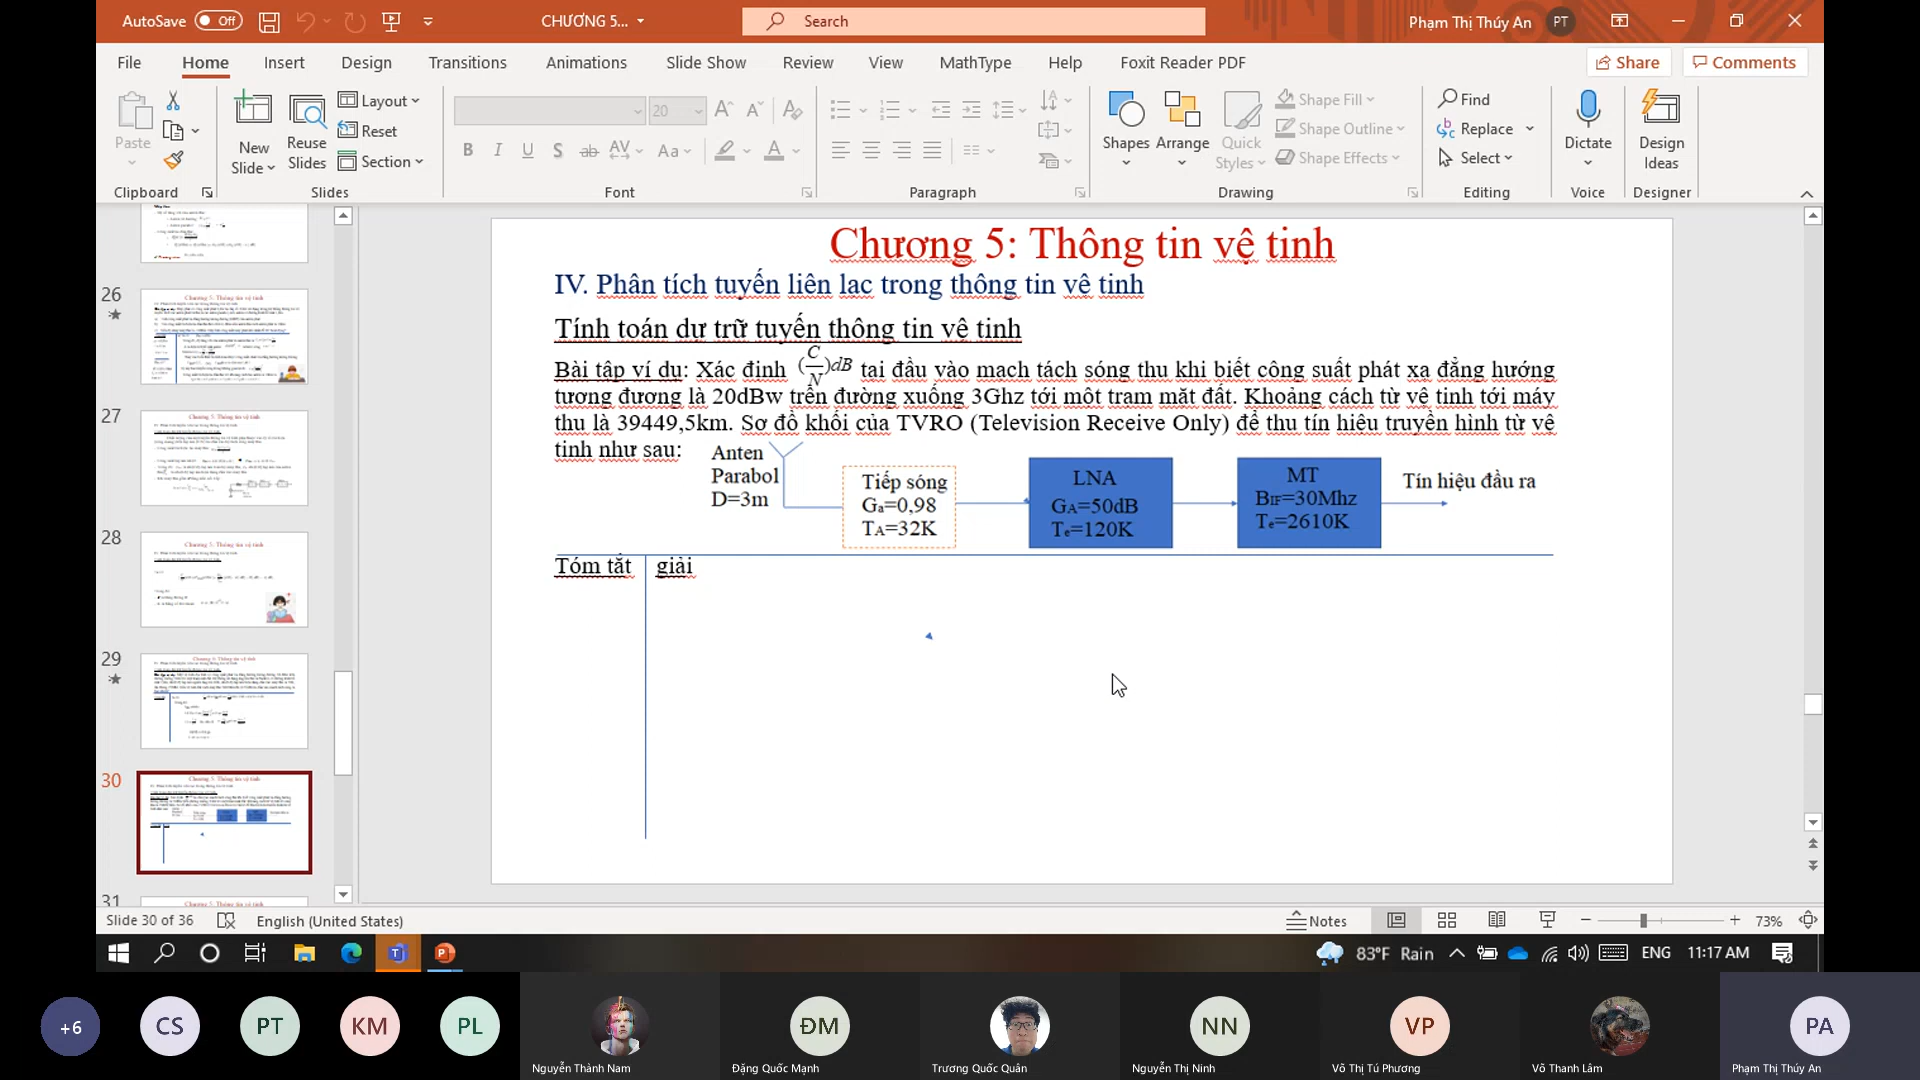 AutoSave Off CHƯƠNG 5... Search Phạm Thị Thúy An PT
File Home Insert Design Transitions Animations Slide Show Review View MathType Help Foxit Reader PDF Share Comments
Paste
Clipboard
New Slide
Reuse Slides
Layout
Reset
Section
Slides
20
B I U S ab AV Aa A
Font
Paragraph
Shapes
Arrange
Quick Styles
Shape Fill
Shape Outline
Shape Effects
Drawing
Find
Replace
Select
Editing
Dictate
Voice
Design Ideas
Designer
26
27
28
29
30
31
Chương 5: Thông tin vệ tinh
IV. Phân tích tuyến liên lạc trong thông tin vệ tinh
Tính toán dự trữ tuyến thông tin vệ tinh
Bài tập ví dụ: Xác định (C/N)dB tại đầu vào mạch tách sóng thu khi biết công suất phát xạ đẳng hướng
tương đương là 20dBw trên đường xuống 3Ghz tới một trạm mặt đất. Khoảng cách từ vệ tinh tới máy
thu là 39449,5km. Sơ đồ khối của TVRO (Television Receive Only) để thu tín hiệu truyền hình từ vệ
tinh như sau:
Anten
Parabol
D=3m
Tiếp sóng
Ga=0,98
TA=32K
LNA
GA=50dB
Te=120K
MT
BIF=30Mhz
Te=2610K
Tín hiệu đầu ra
Tóm tắt
giải
Slide 30 of 36 English (United States) Notes 73%
83°F Rain ENG 11:17 AM
+6 CS PT KM PL ĐM NN VP PA
Nguyễn Thành Nam Đặng Quốc Mạnh Trương Quốc Quân Nguyễn Thị Ninh Võ Thị Tú Phương Võ Thanh Lâm Phạm Thị Thúy An